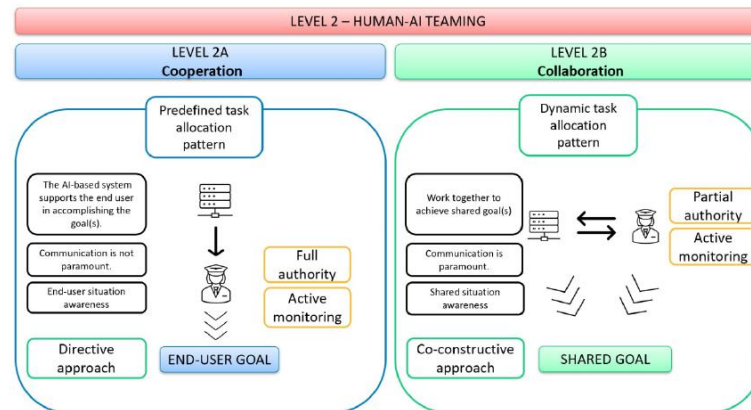 LEVEL 2 – HUMAN-AI TEAMING
LEVEL 2A
Cooperation
Predefined task
allocation
pattern
The AI-based system
supports the end user
in accomplishing the
goal(s).
Communication is not
paramount.
End-user situation
awareness
Full
authority
Active
monitoring
Directive
approach
END-USER GOAL
LEVEL 2B
Collaboration
Dynamic task
allocation
pattern
Work together to
achieve shared goal(s)
Communication is
paramount.
Shared situation
awareness
Partial
authority
Active
monitoring
Co-constructive
approach
SHARED GOAL